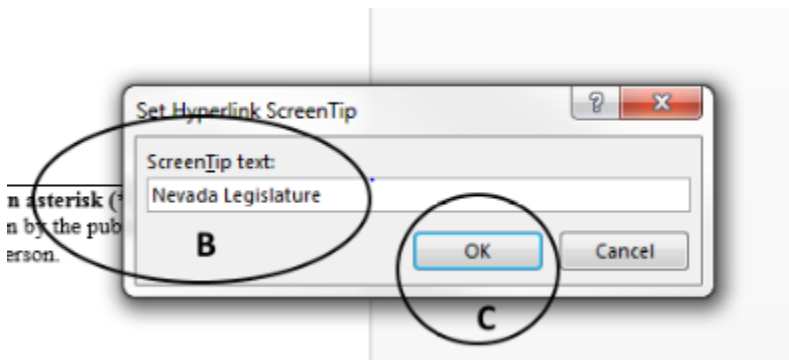 Set Hyperlink ScreenTip
ScreenTip text:
Nevada Legislature
n asterisk (*
n by the pub
erson.
B
OK
Cancel
C